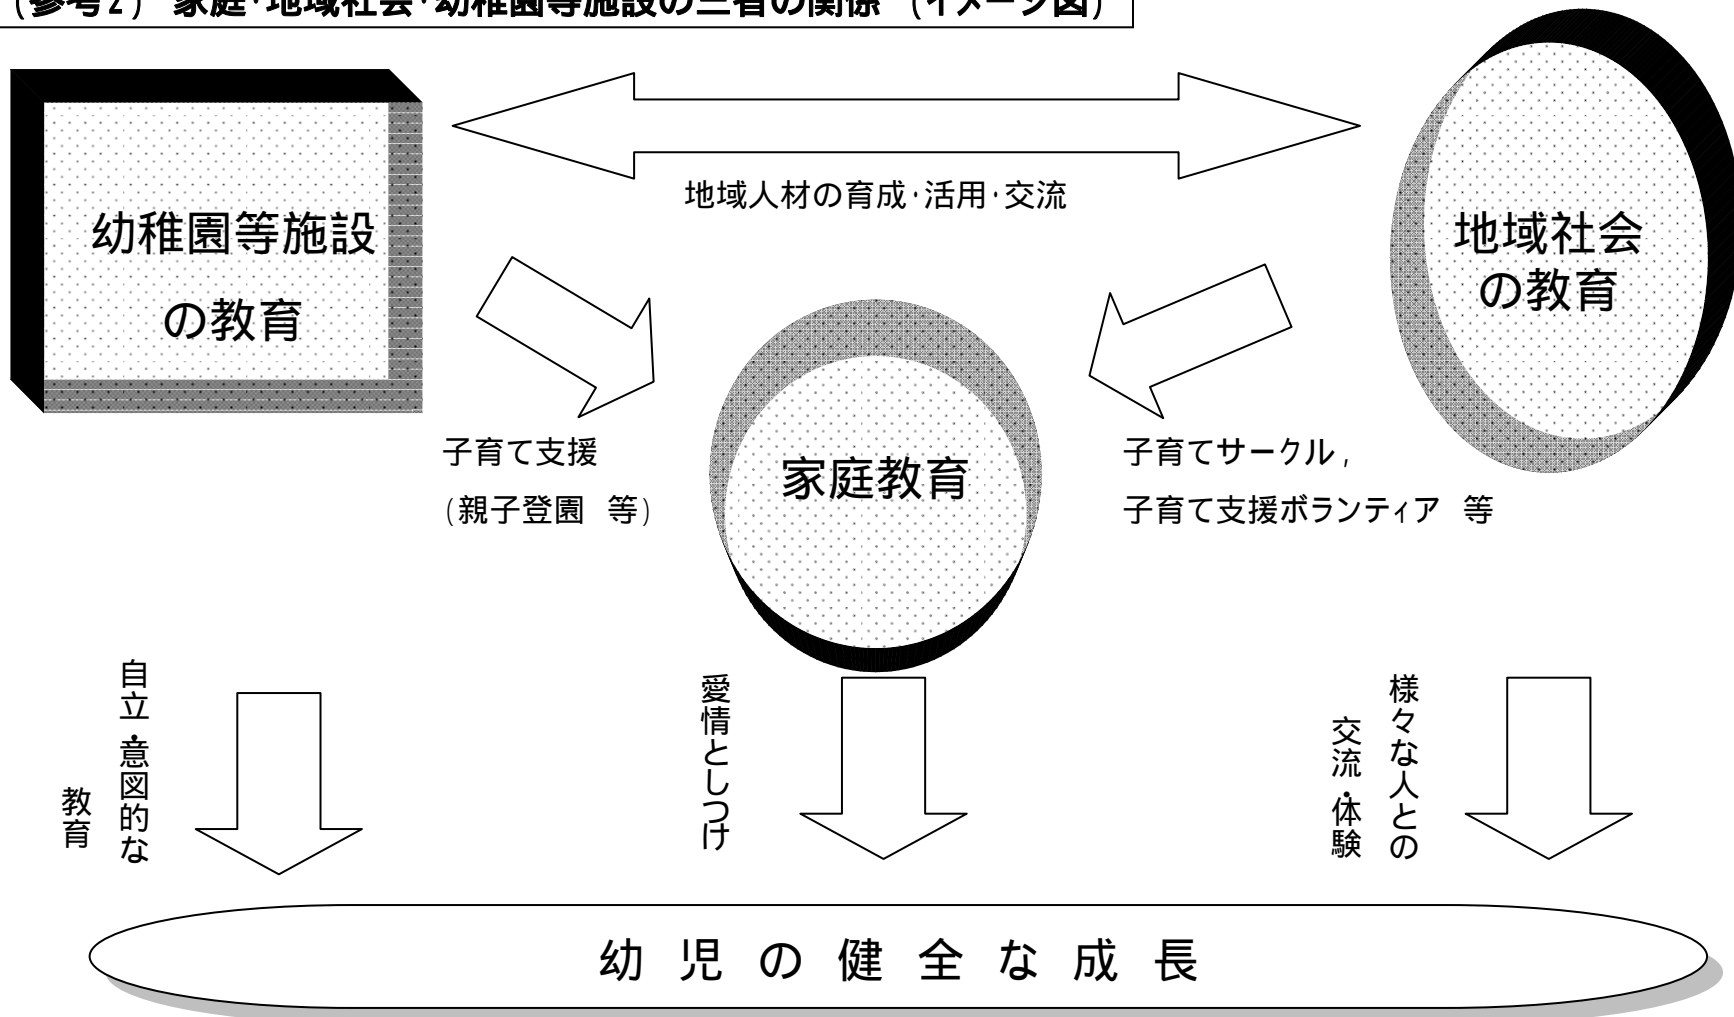 (参考2) 家庭・地域社会・幼稚園等施設の三者の関係 (イメージ図)
地域人材の育成・活用・交流
幼稚園等施設
の教育
地域社会
の教育
家庭教育
子育て支援
(親子登園 等)
子育てサークル,
子育て支援ボランティア 等
自立・意図的な
教育
愛情としつけ
様々な人との
交流・体験
幼児の健全な成長